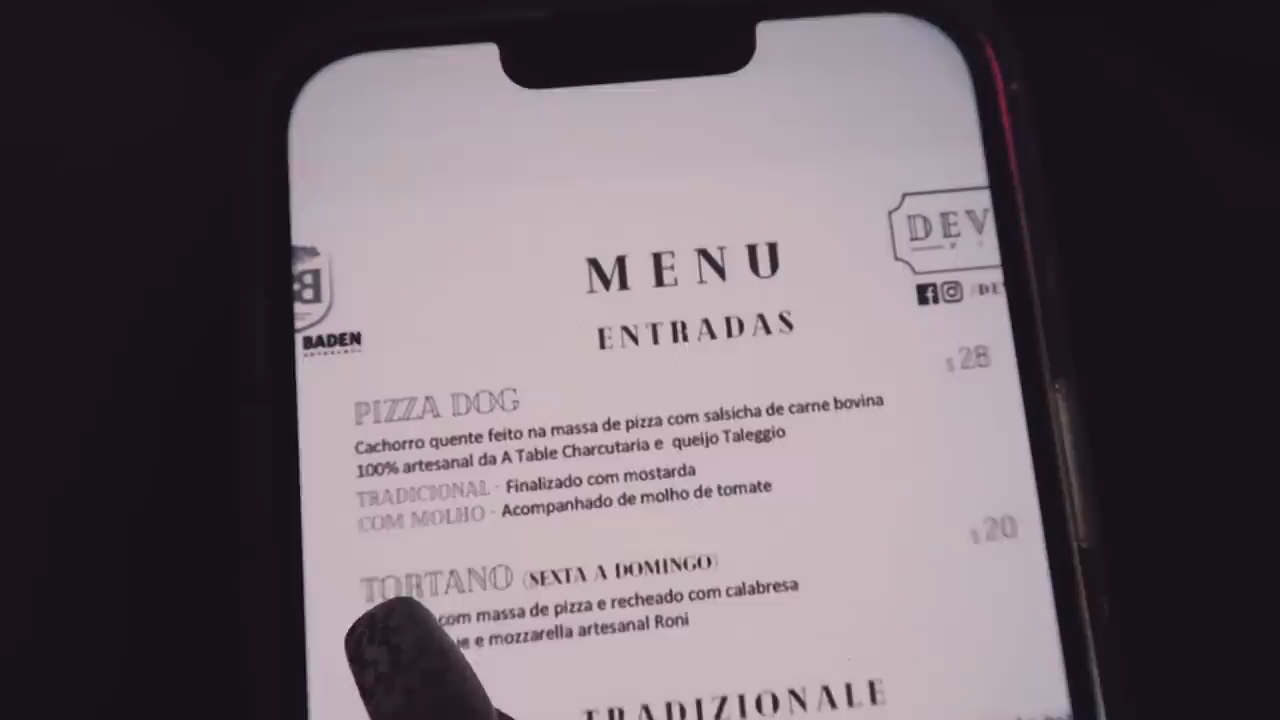 MENU
DEV
B
BADEN
/DE
ENTRADAS
PIZZA DOG
$28
Cachorro quente feito na massa de pizza com salsicha de carne bovina
100% artesanal da A Table Charcutaria e queijo Taleggio
TRADICIONAL - Finalizado com mostarda
COM MOLHO - Acompanhado de molho de tomate
TORTANO (SEXTA A DOMINGO)
$20
com massa de pizza e recheado com calabresa
e mozzarella artesanal Roni
TRADIZIONALE